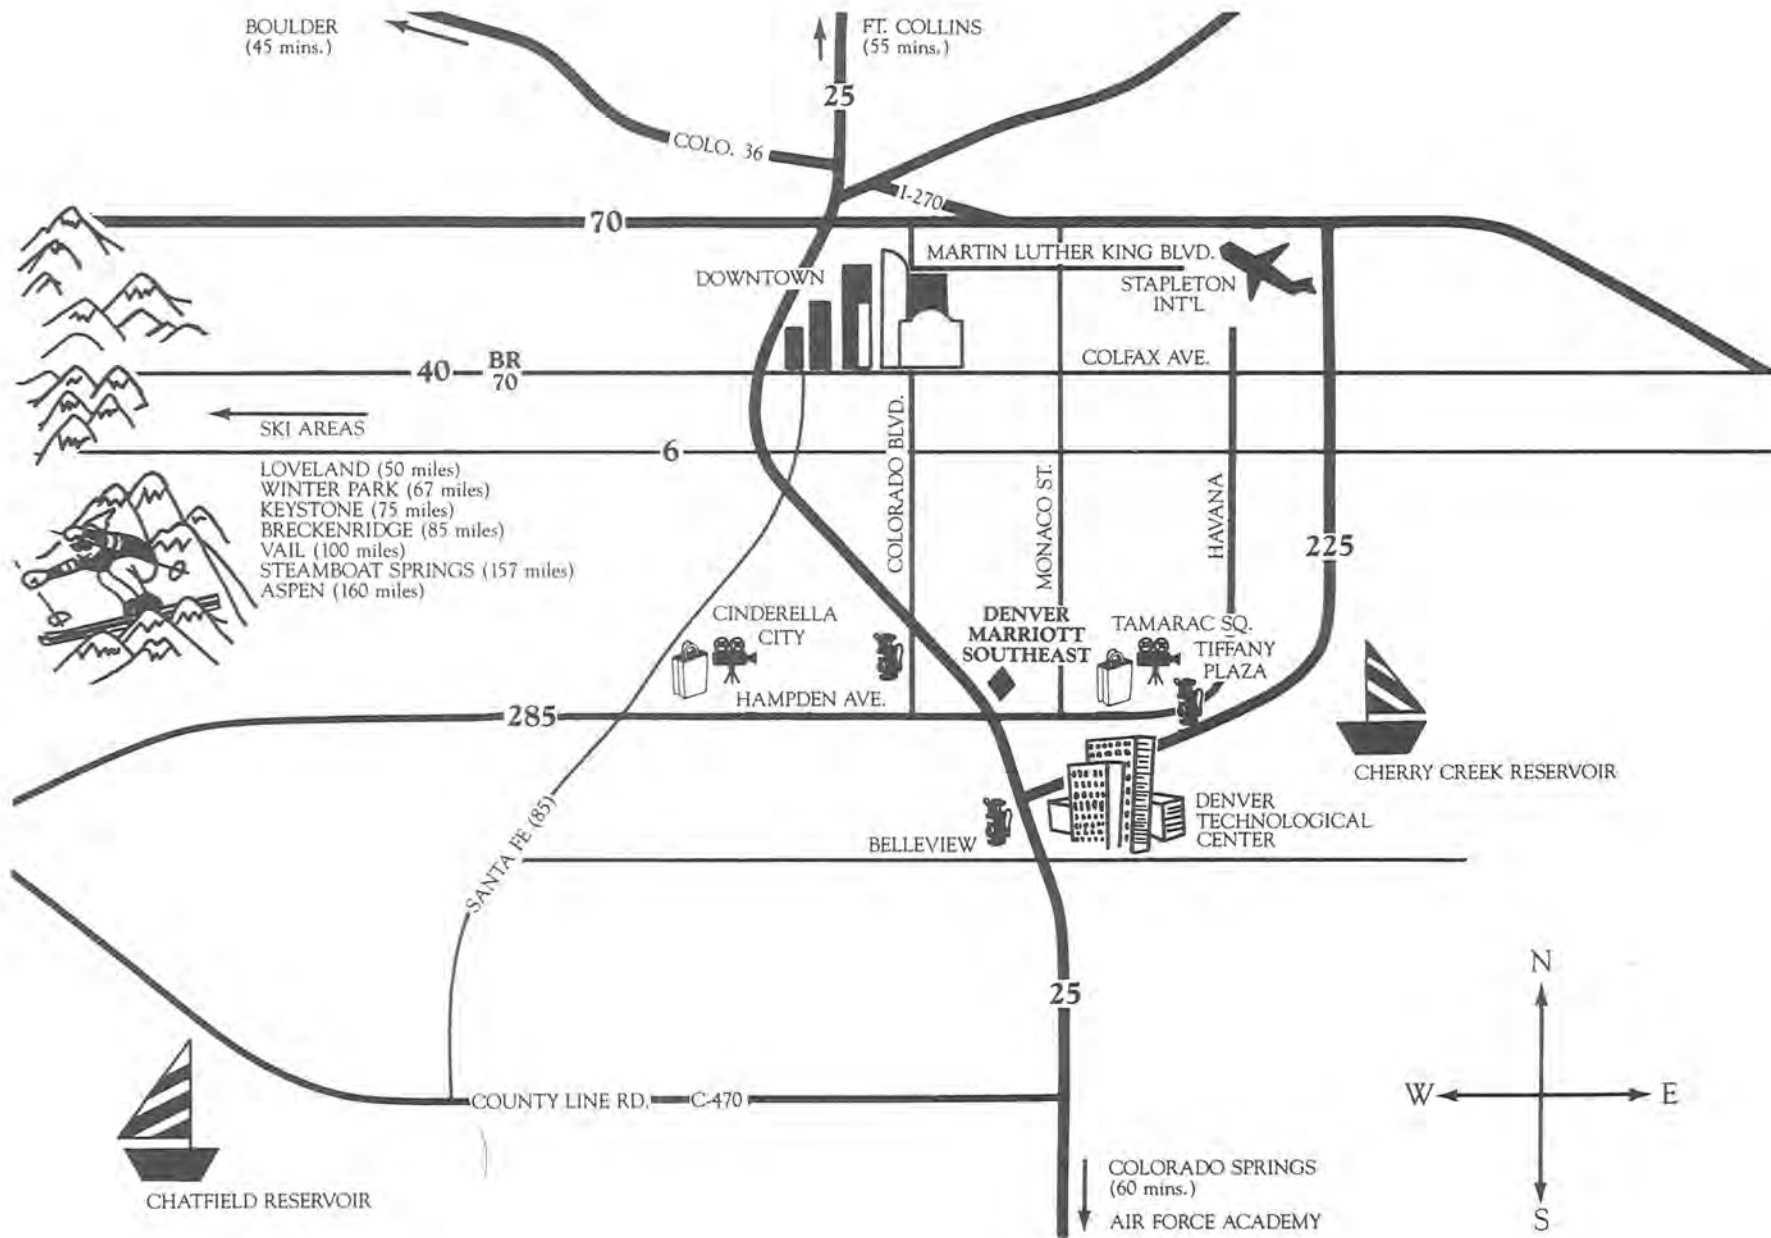 BOULDER
(45 mins.)
FT. COLLINS
(55 mins.)
25
COLO. 36
I-270
70
MARTIN LUTHER KING BLVD.
DOWNTOWN
STAPLETON
INT'L
COLFAX AVE.
40
BR
70
SKI AREAS
6
LOVELAND (50 miles)
WINTER PARK (67 miles)
KEYSTONE (75 miles)
BRECKENRIDGE (85 miles)
VAIL (100 miles)
STEAMBOAT SPRINGS (157 miles)
ASPEN (160 miles)
COLORADO BLVD.
MONACO ST.
HAVANA
225
CINDERELLA
CITY
DENVER
MARRIOTT
SOUTHEAST
TAMARAC SQ.
TIFFANY
PLAZA
HAMPDEN AVE.
285
CHERRY CREEK RESERVOIR
SANTA FE (85)
BELLEVIEW
DENVER
TECHNOLOGICAL
CENTER
25
N
W
E
S
COUNTY LINE RD.
C-470
CHATFIELD RESERVOIR
COLORADO SPRINGS
(60 mins.)
AIR FORCE ACADEMY